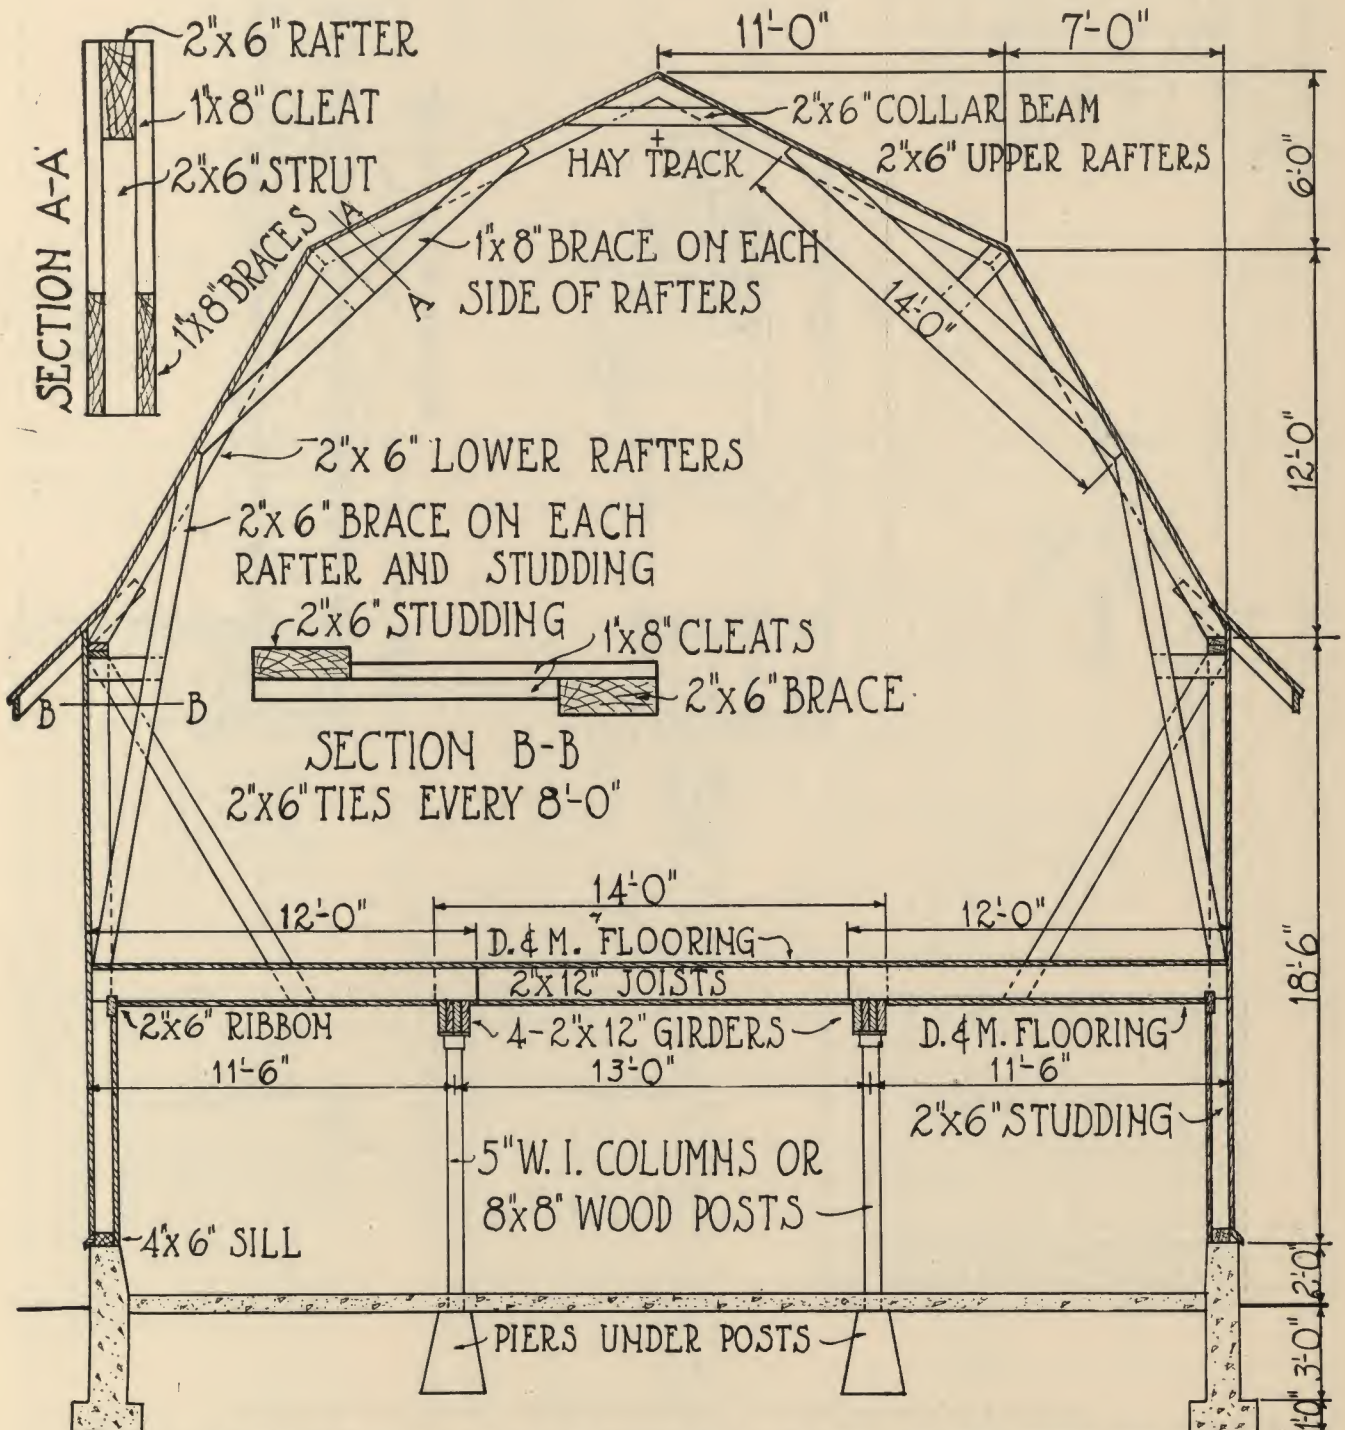 11'-0"
7'-0"
2"x6" RAFTER
1"x8" CLEAT
2"x6" STRUT
1"x8" BRACES
SECTION A-A
2"x6" COLLAR BEAM
HAY TRACK
2"x6" UPPER RAFTERS
6'-0"
A
A
1"x8" BRACE ON EACH
SIDE OF RAFTERS
14'-0"
2"x6" LOWER RAFTERS
12'-0"
2"x6" BRACE ON EACH
RAFTER AND STUDDING
2"x6" STUDDING
1"x8" CLEATS
2"x6" BRACE
B
B
SECTION B-B
2"x6" TIES EVERY 8'-0"
14'-0"
12'-0"
12'-0"
D.&M. FLOORING
2"x12" JOISTS
18'-6"
2"x6" RIBBON
4-2"x12" GIRDERS
D.&M. FLOORING
11'-6"
13'-0"
11'-6"
2"x6" STUDDING
5" W. I. COLUMNS OR
8"x8" WOOD POSTS
4"x6" SILL
2'-0"
PIERS UNDER POSTS
3'-0"
1'-0"